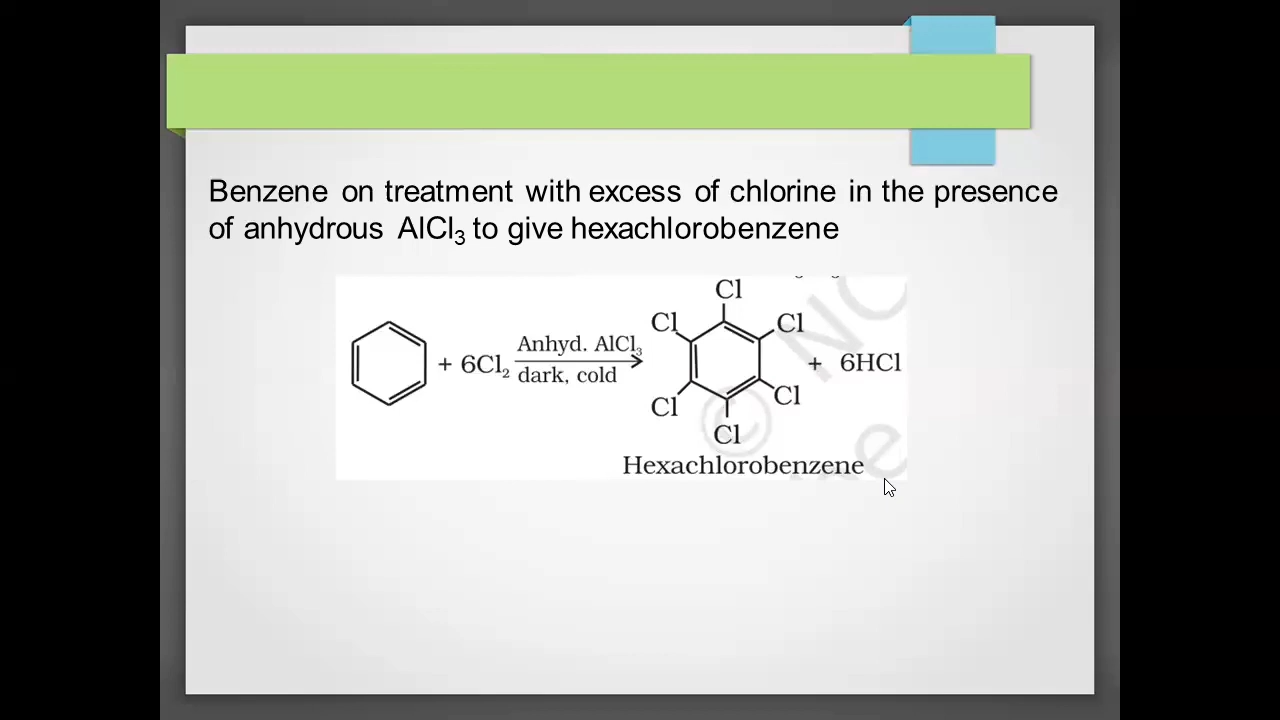 Benzene on treatment with excess of chlorine in the presence
of anhydrous AlCl₃ to give hexachlorobenzene
Cl
Cl Cl
Anhyd. AlCl₃
+ 6Cl₂ dark, cold + 6HCl
Cl Cl
Cl
Hexachlorobenzene
© NC